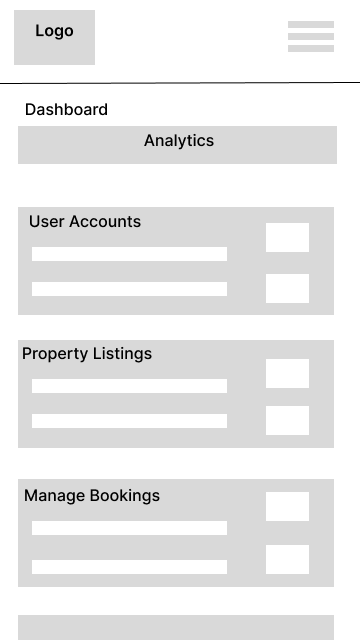 Logo
Dashboard
Analytics
User Accounts
Property Listings
Manage Bookings